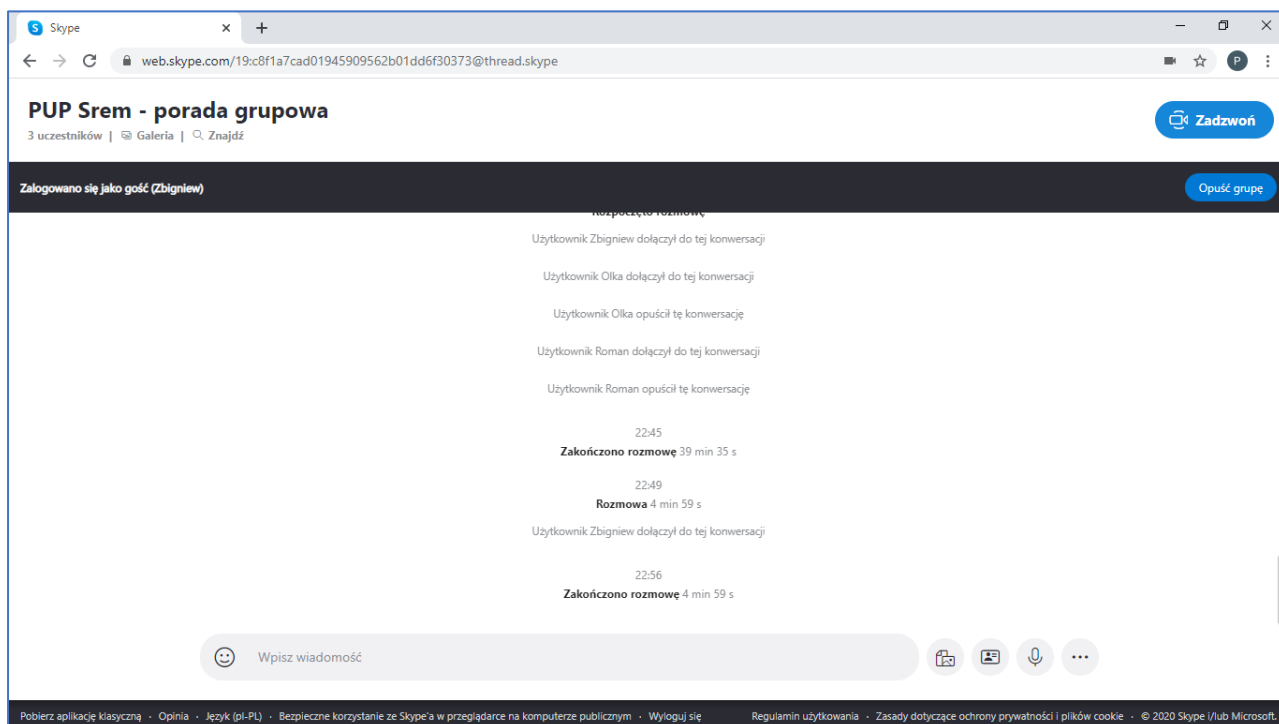 Skype
web.skype.com/19:c8f1a7cad01945909562b01dd6f30373@thread.skype
P
PUP Srem - porada grupowa
3 uczestników | Galeria | Znajdź
Zadzwoń
Zalogowano się jako gość (Zbigniew)
Opuść grupę
Rozpoczęto rozmowę
Użytkownik Zbigniew dołączył do tej konwersacji
Użytkownik Olka dołączył do tej konwersacji
Użytkownik Olka opuścił tę konwersację
Użytkownik Roman dołączył do tej konwersacji
Użytkownik Roman opuścił tę konwersację
22:45
Zakończono rozmowę 39 min 35 s
22:49
Rozmowa 4 min 59 s
Użytkownik Zbigniew dołączył do tej konwersacji
22:56
Zakończono rozmowę 4 min 59 s
Wpisz wiadomość
Pobierz aplikację klasyczną · Opinia · Język (pl-PL) · Bezpieczne korzystanie ze Skype'a w przeglądarce na komputerze publicznym · Wyloguj się Regulamin użytkowania · Zasady dotyczące ochrony prywatności i plików cookie · © 2020 Skype i/lub Microsoft.